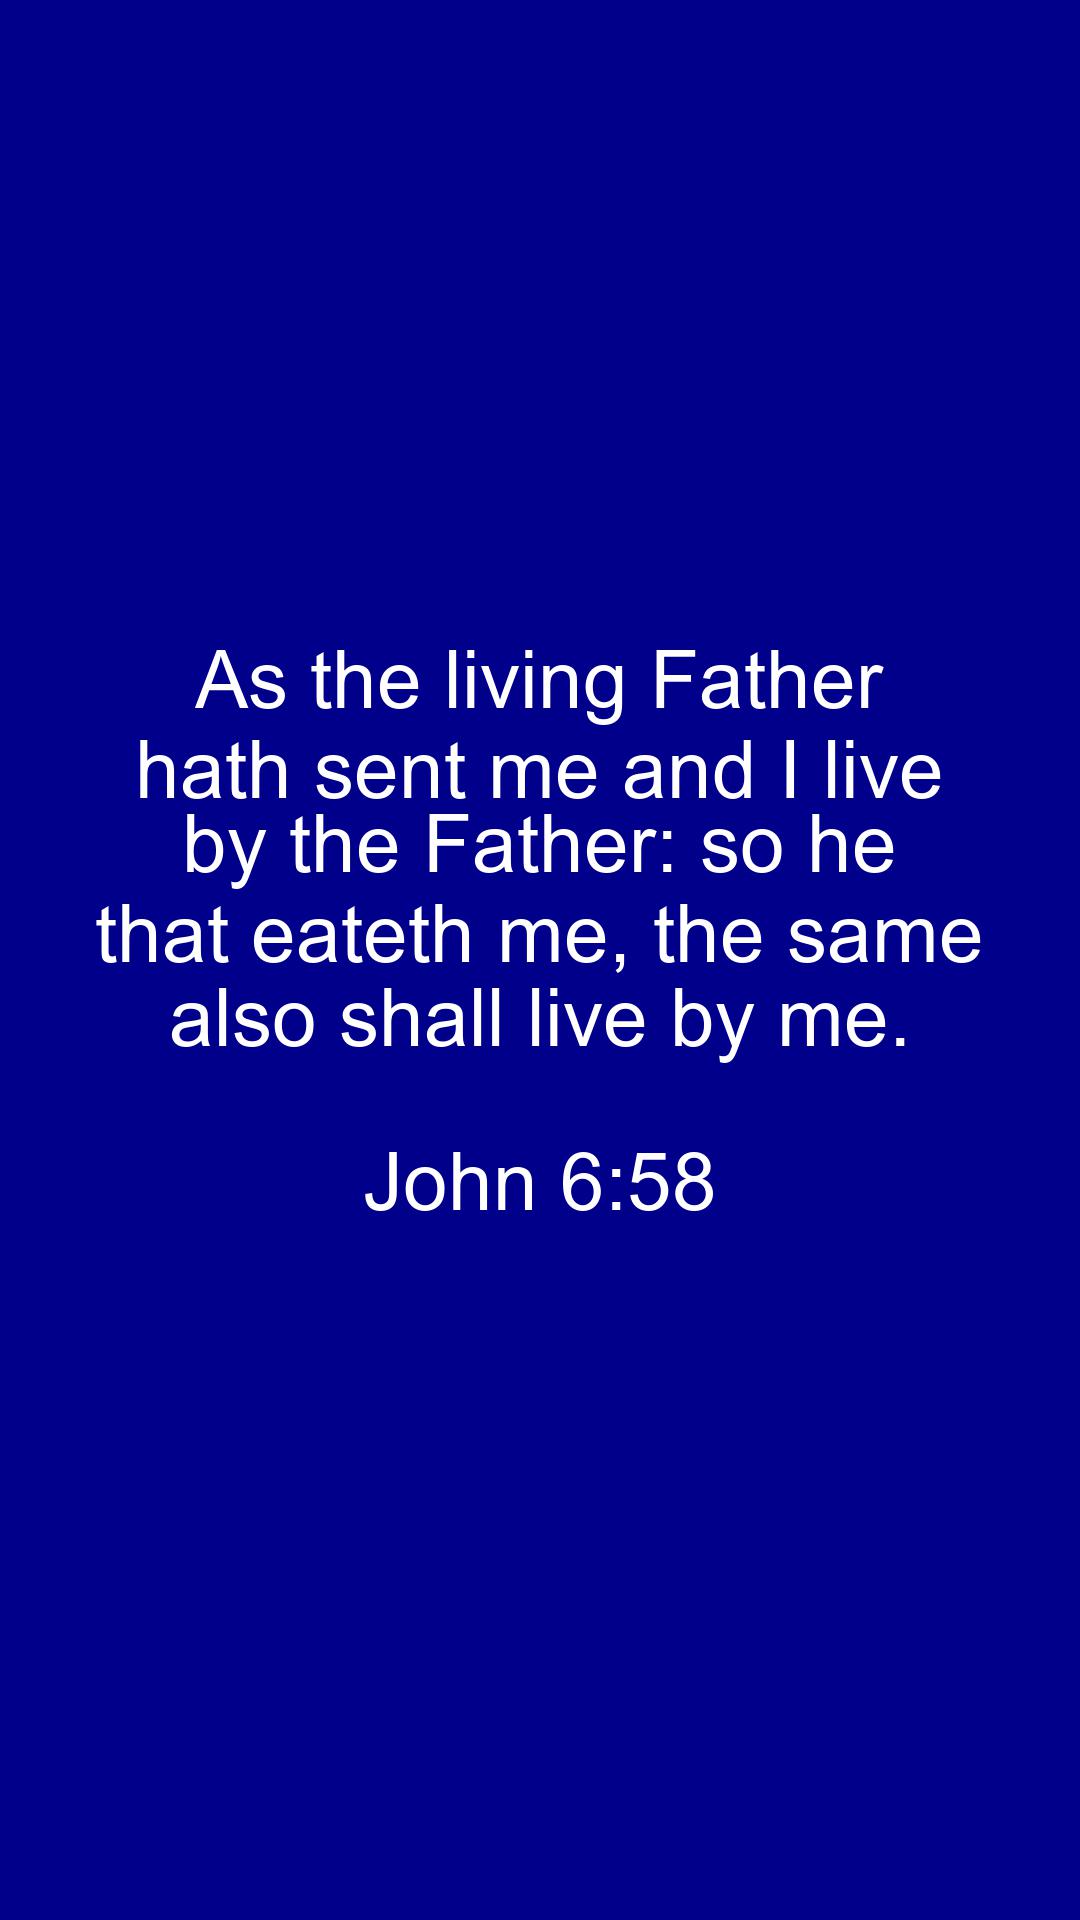 As the living Father
hath sent me and I live
by the Father: so he
that eateth me, the same
also shall live by me.
John 6:58